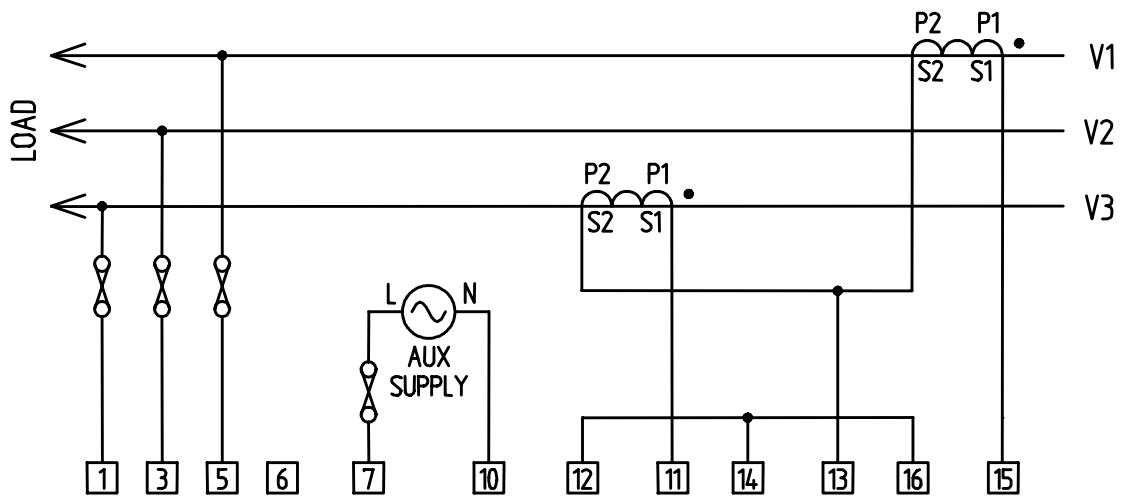 P2 P1
S2 S1
V1
LOAD
V2
P2 P1
S2 S1
V3
L N
AUX
SUPPLY
1 3 5 6 7 10 12 11 14 13 16 15